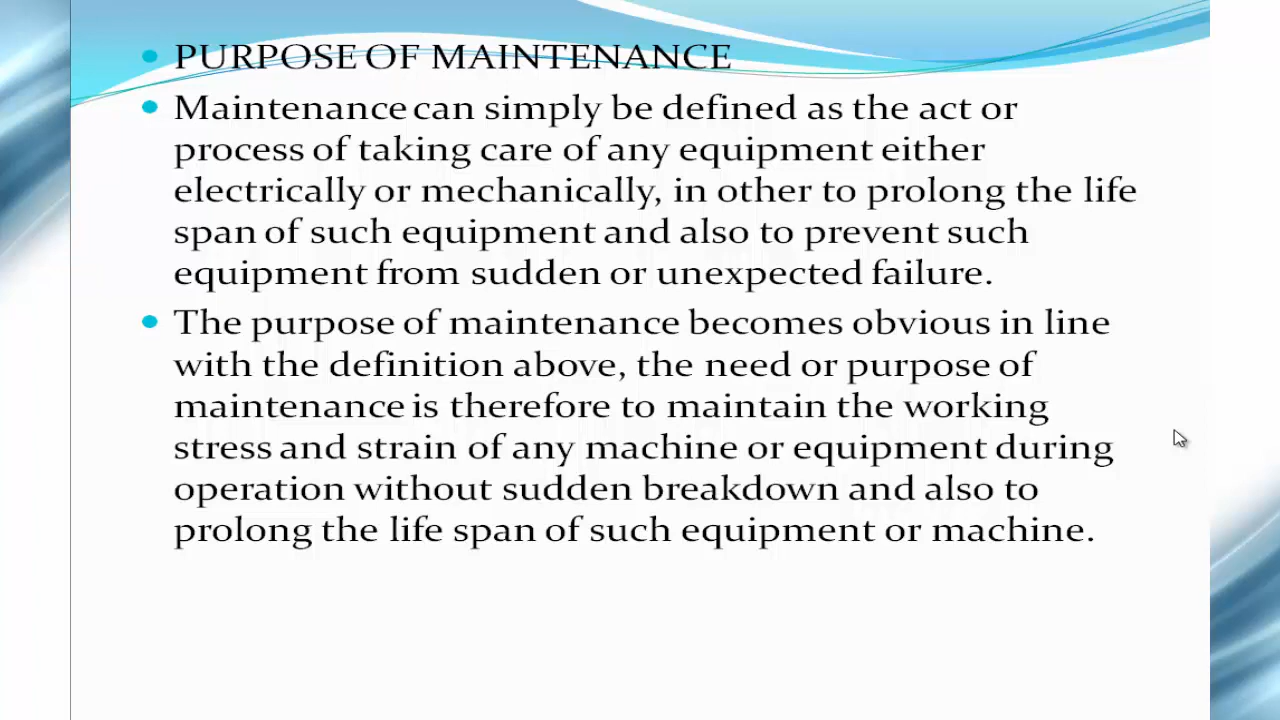 PURPOSE OF MAINTENANCE
Maintenance can simply be defined as the act or
process of taking care of any equipment either
electrically or mechanically, in other to prolong the life
span of such equipment and also to prevent such
equipment from sudden or unexpected failure.
The purpose of maintenance becomes obvious in line
with the definition above, the need or purpose of
maintenance is therefore to maintain the working
stress and strain of any machine or equipment during
operation without sudden breakdown and also to
prolong the life span of such equipment or machine.